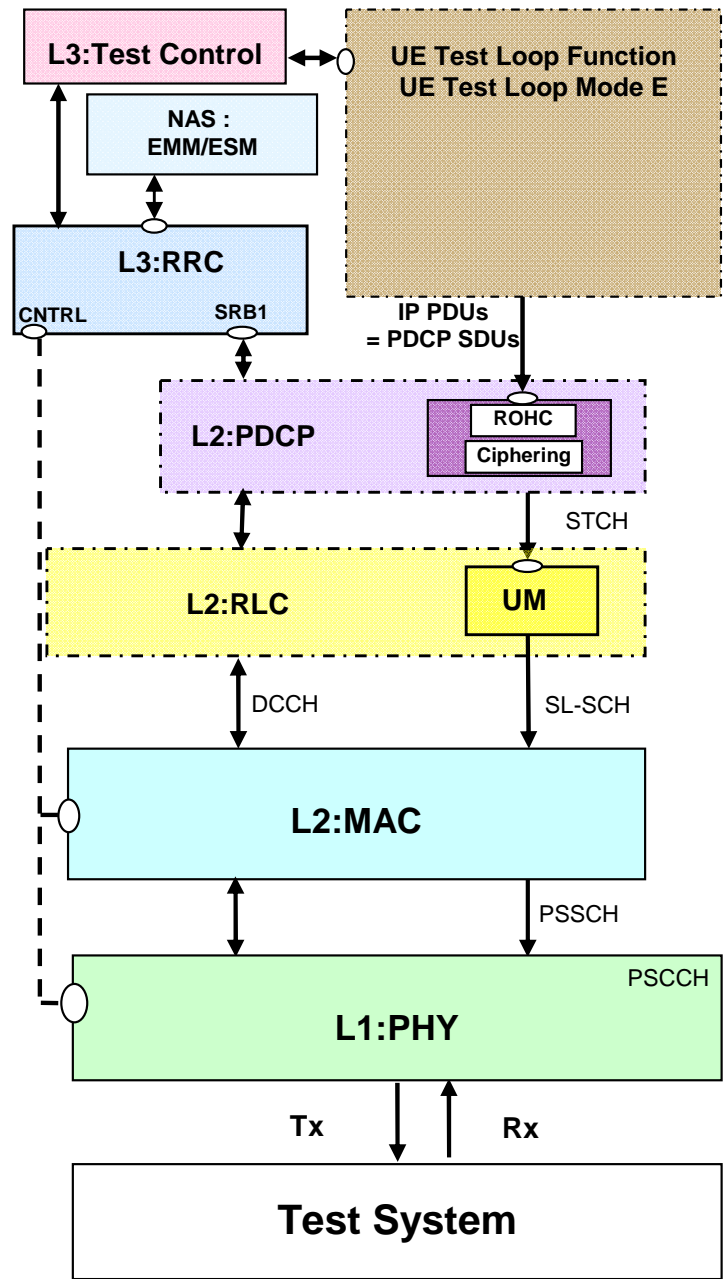 L3:Test Control
UE Test Loop Function
UE Test Loop Mode E
NAS :
EMM/ESM
L3:RRC
CNTRL
SRB1
IP PDUs
= PDCP SDUs
L2:PDCP
ROHC
Ciphering
STCH
L2:RLC
UM
DCCH
SL-SCH
L2:MAC
PSSCH
PSCCH
L1:PHY
Tx
Rx
Test System